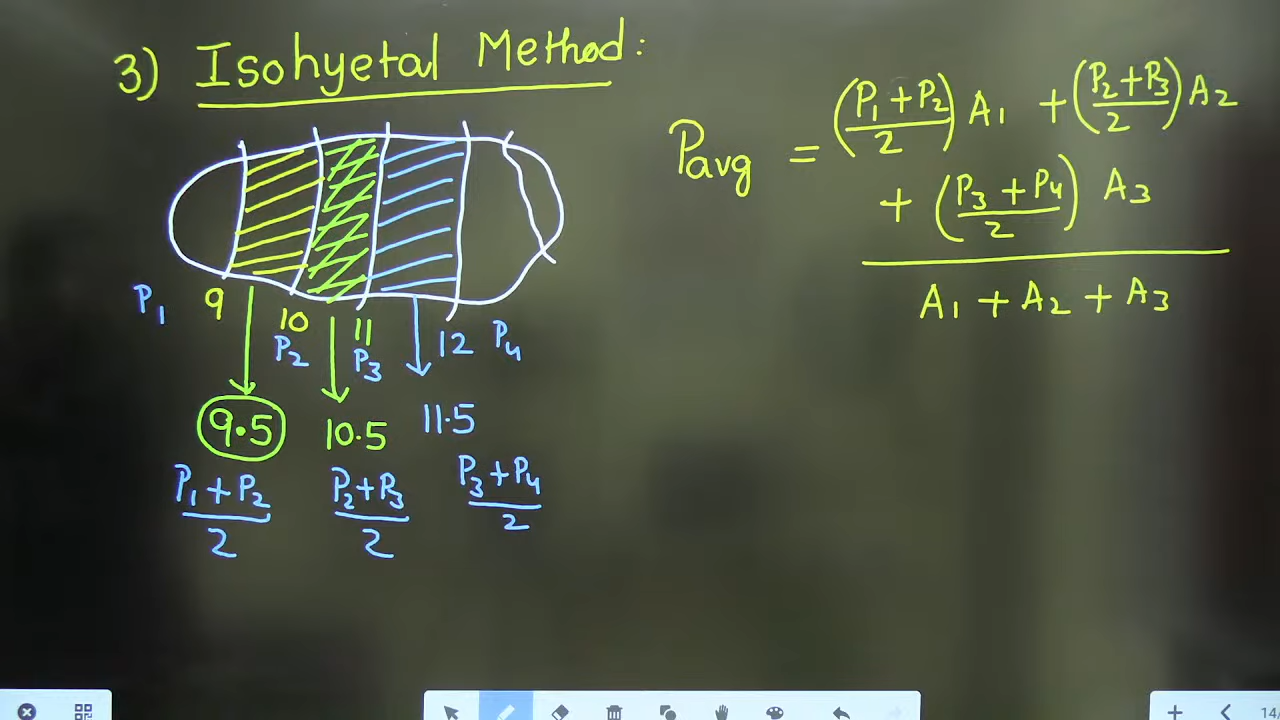 3) Isohyetal Method:
Pavg = (P1 + P2 / 2) A1 + (P2 + P3 / 2) A2
+ (P3 + P4 / 2) A3
A1 + A2 + A3
P1 9 10 11 12 P4
P2 P3
9.5 10.5 11.5
P1 + P2 / 2 P2 + P3 / 2 P3 + P4 / 2
14